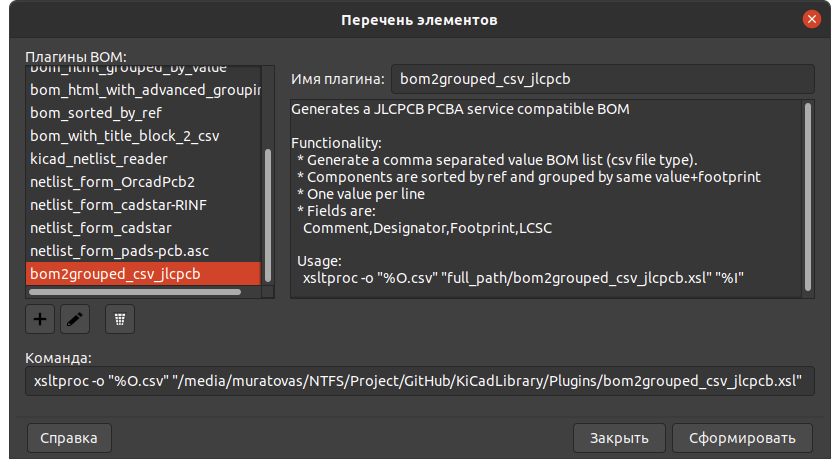 Перечень элементов
Плагины BOM:
bom_html_grouped_by_value
bom_html_with_advanced_groupin
bom_sorted_by_ref
bom_with_title_block_2_csv
kicad_netlist_reader
netlist_form_OrcadPcb2
netlist_form_cadstar-RINF
netlist_form_cadstar
netlist_form_pads-pcb.asc
bom2grouped_csv_jlcpcb
Имя плагина: bom2grouped_csv_jlcpcb
Generates a JLCPCB PCBA service compatible BOM
Functionality:
* Generate a comma separated value BOM list (csv file type).
* Components are sorted by ref and grouped by same value+footprint
* One value per line
* Fields are:
Comment,Designator,Footprint,LCSC
Usage:
xsltproc -o "%O.csv" "full_path/bom2grouped_csv_jlcpcb.xsl" "%I"
Команда:
xsltproc -o "%O.csv" "/media/muratovas/NTFS/Project/GitHub/KiCadLibrary/Plugins/bom2grouped_csv_jlcpcb.xsl"
Справка
Закрыть
Сформировать